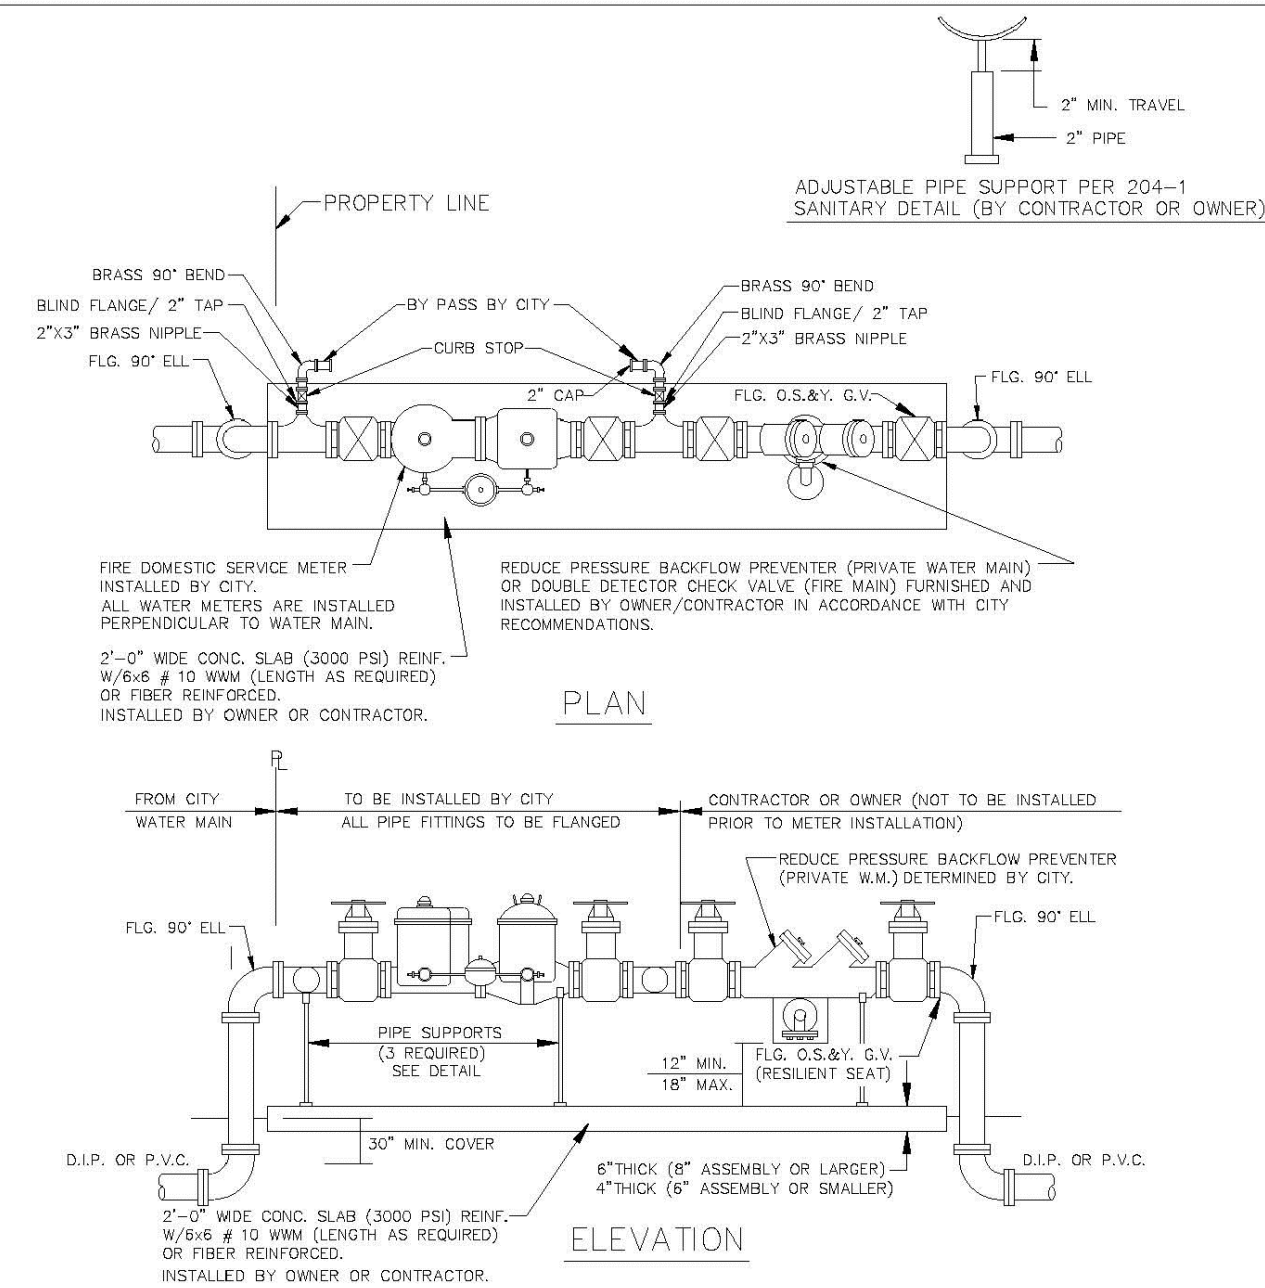 2" MIN. TRAVEL
2" PIPE
ADJUSTABLE PIPE SUPPORT PER 204-1
SANITARY DETAIL (BY CONTRACTOR OR OWNER)
PROPERTY LINE
BRASS 90° BEND
BLIND FLANGE/ 2" TAP
2"X3" BRASS NIPPLE
FLG. 90° ELL
BY PASS BY CITY
CURB STOP
2" CAP
BRASS 90° BEND
BLIND FLANGE/ 2" TAP
2"X3" BRASS NIPPLE
FLG. O.S.&Y. G.V.
FLG. 90° ELL
FIRE DOMESTIC SERVICE METER
INSTALLED BY CITY.
ALL WATER METERS ARE INSTALLED
PERPENDICULAR TO WATER MAIN.
REDUCE PRESSURE BACKFLOW PREVENTER (PRIVATE WATER MAIN)
OR DOUBLE DETECTOR CHECK VALVE (FIRE MAIN) FURNISHED AND
INSTALLED BY OWNER/CONTRACTOR IN ACCORDANCE WITH CITY
RECOMMENDATIONS.
2'-0" WIDE CONC. SLAB (3000 PSI) REINF.
W/6x6 # 10 WWM (LENGTH AS REQUIRED)
OR FIBER REINFORCED.
INSTALLED BY OWNER OR CONTRACTOR.
PLAN
PL
FROM CITY
WATER MAIN
TO BE INSTALLED BY CITY
ALL PIPE FITTINGS TO BE FLANGED
CONTRACTOR OR OWNER (NOT TO BE INSTALLED
PRIOR TO METER INSTALLATION)
REDUCE PRESSURE BACKFLOW PREVENTER
(PRIVATE W.M.) DETERMINED BY CITY.
FLG. 90° ELL
FLG. 90° ELL
PIPE SUPPORTS
(3 REQUIRED)
SEE DETAIL
12" MIN.
18" MAX.
FLG. O.S.&Y. G.V.
(RESILIENT SEAT)
30" MIN. COVER
D.I.P. OR P.V.C.
D.I.P. OR P.V.C.
6"THICK (8" ASSEMBLY OR LARGER)
4"THICK (6" ASSEMBLY OR SMALLER)
2'-0" WIDE CONC. SLAB (3000 PSI) REINF.
W/6x6 # 10 WWM (LENGTH AS REQUIRED)
OR FIBER REINFORCED.
INSTALLED BY OWNER OR CONTRACTOR.
ELEVATION